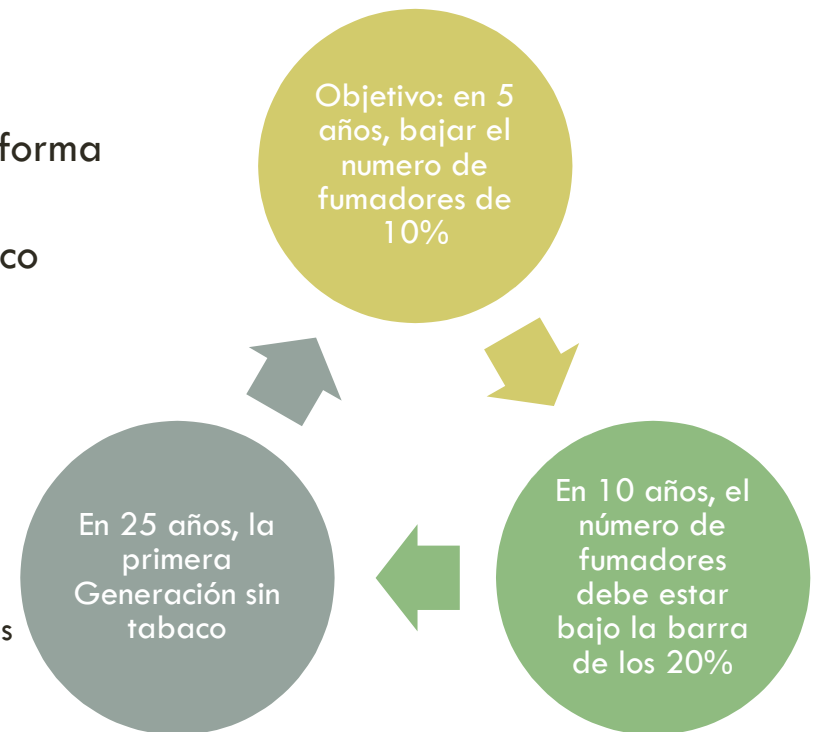 forma
co
s
Objetivo: en 5
años, bajar el
numero de
fumadores de
10%
En 10 años, el
número de
fumadores
debe estar
bajo la barra
de los 20%
En 25 años, la
primera
Generación sin
tabaco